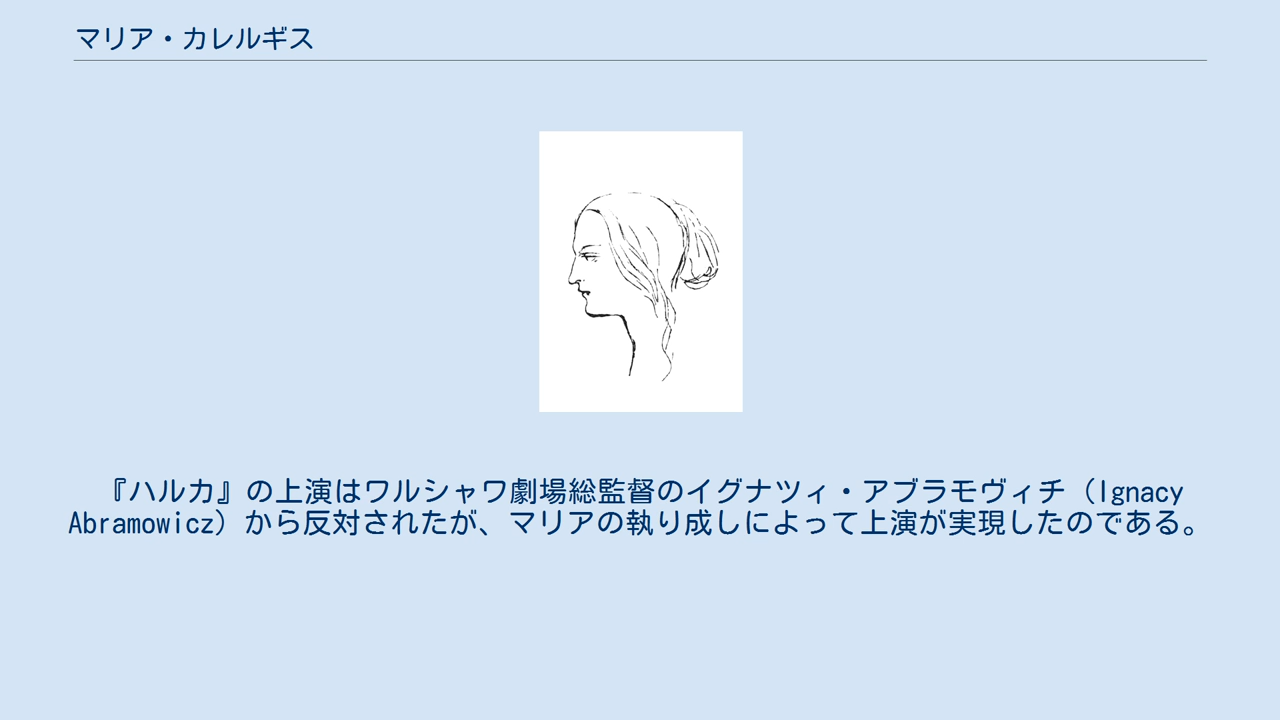 マリア・カレルギス
『ハルカ』の上演はワルシャワ劇場総監督のイグナツィ・アブラモヴィチ（Ignacy
Abramowicz）から反対されたが、マリアの執り成しによって上演が実現したのである。